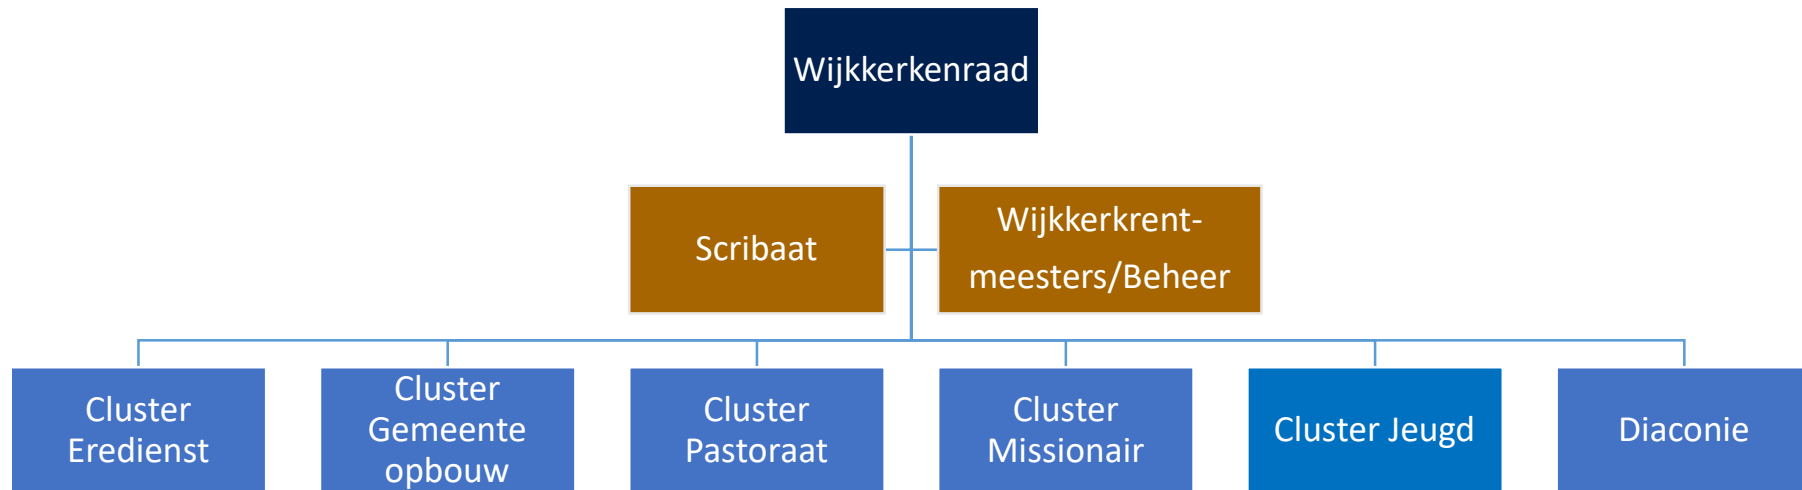 Wijkkerkenraad
Scribaat
Wijkkerkrent-
meesters/Beheer
Cluster
Eredienst
Cluster
Gemeente
opbouw
Cluster
Pastoraat
Cluster
Missionair
Cluster Jeugd
Diaconie